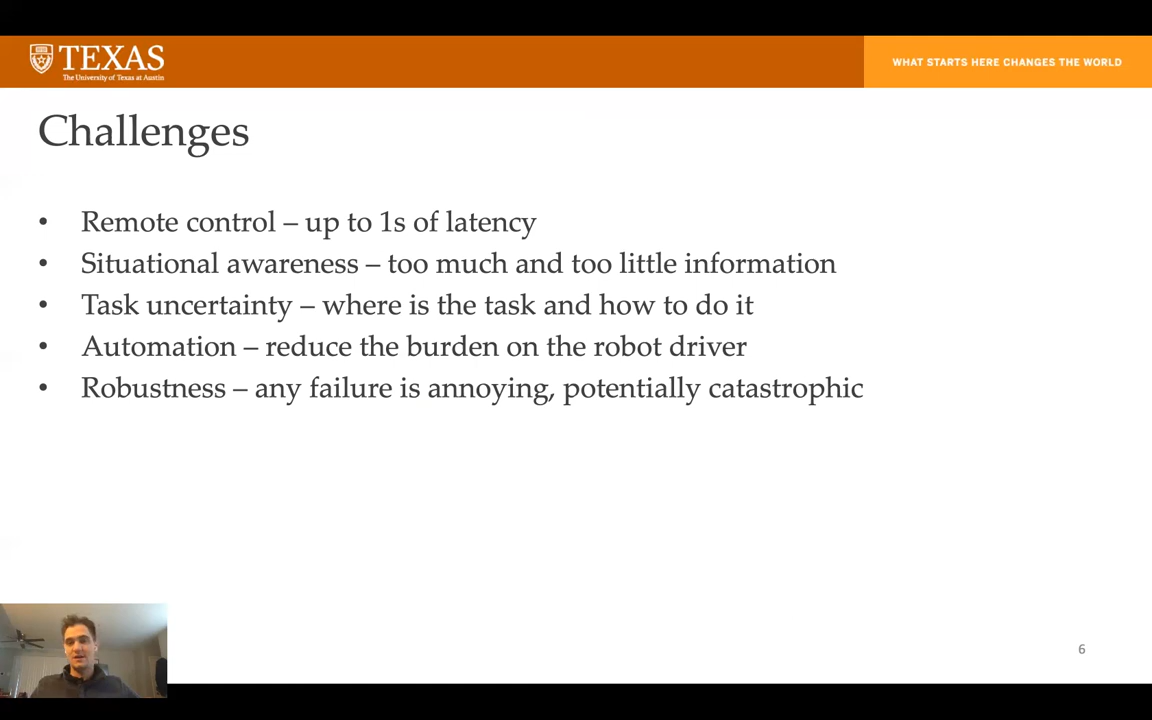 TEXAS
The University of Texas at Austin
WHAT STARTS HERE CHANGES THE WORLD
Challenges
• Remote control – up to 1s of latency
• Situational awareness – too much and too little information
• Task uncertainty – where is the task and how to do it
• Automation – reduce the burden on the robot driver
• Robustness – any failure is annoying, potentially catastrophic
6